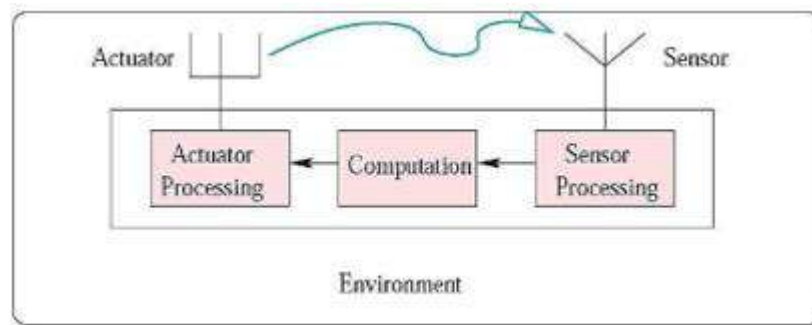 Actuator
Sensor
Actuator
Processing
Computation
Sensor
Processing
Environment